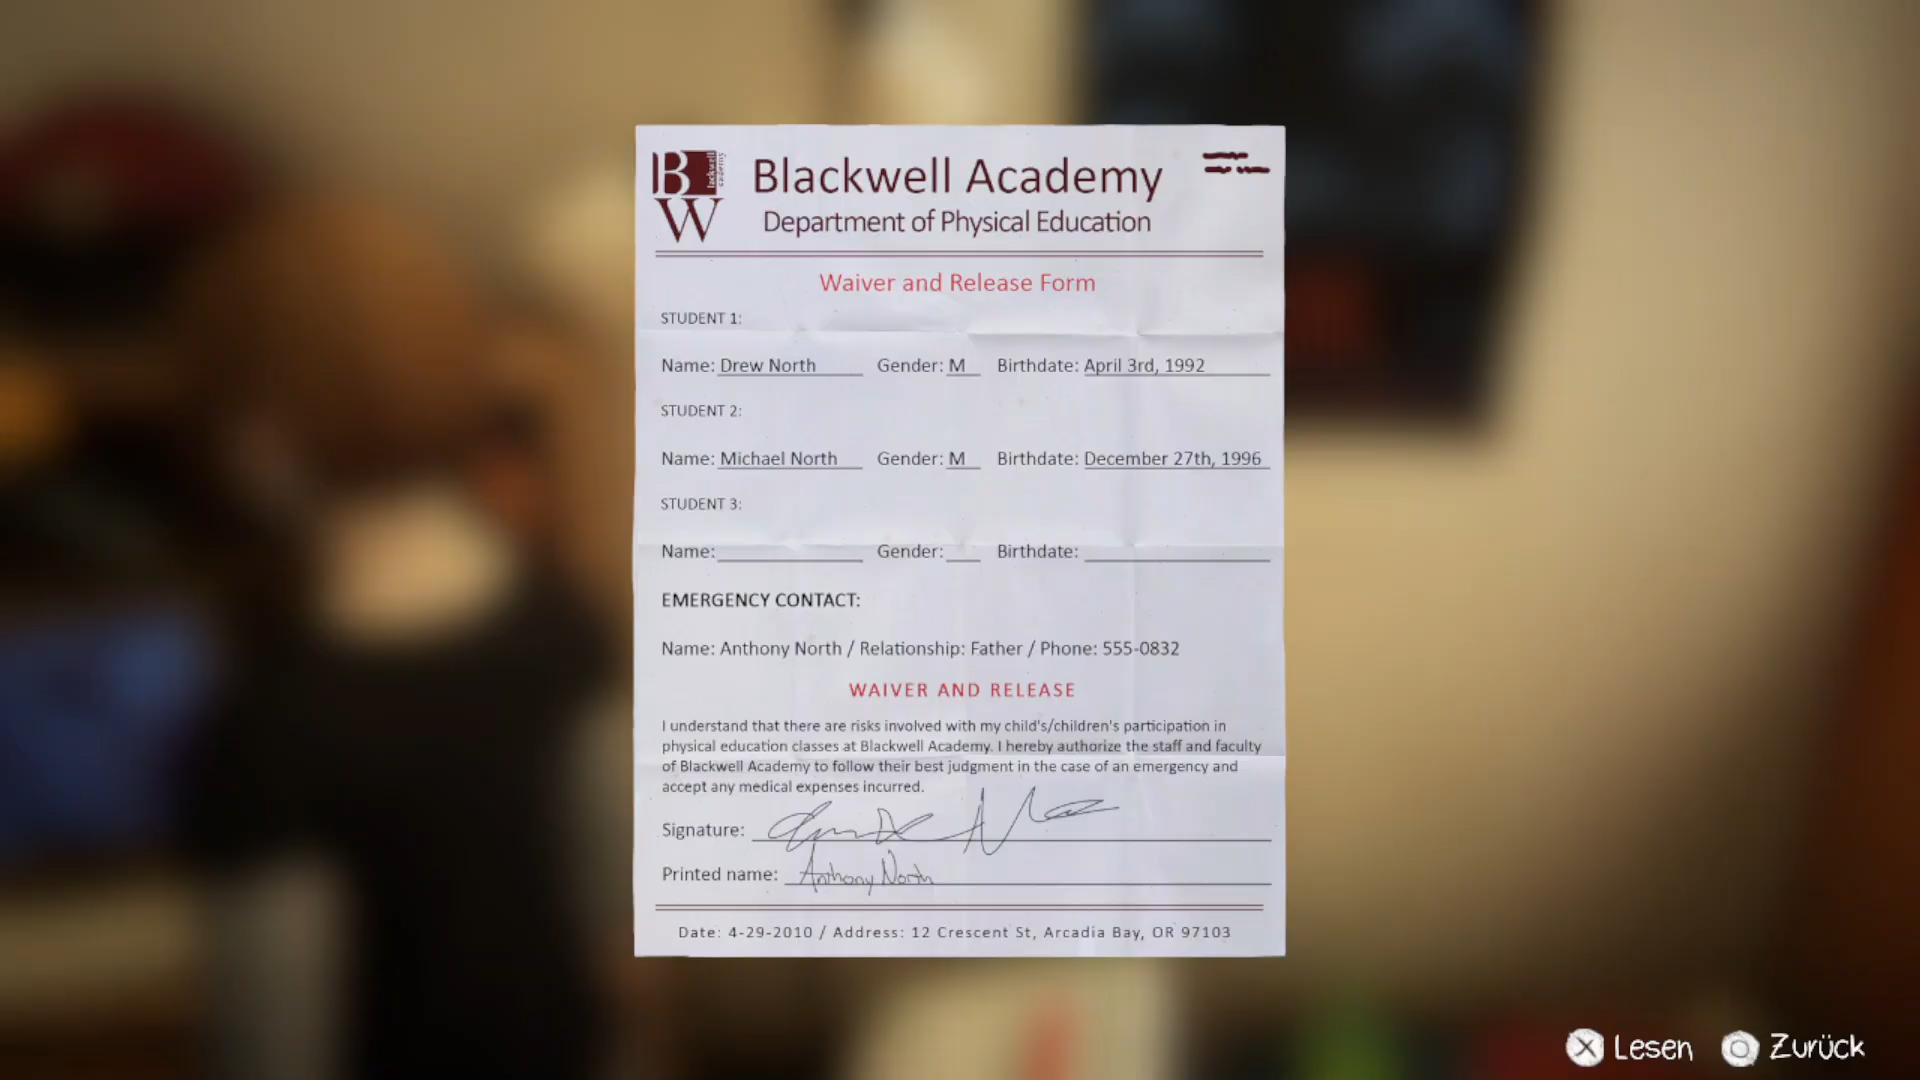 B lackwell cademy
W
Blackwell Academy
Department of Physical Education
Waiver and Release Form
STUDENT 1:
Name: Drew North Gender: M Birthdate: April 3rd, 1992
STUDENT 2:
Name: Michael North Gender: M Birthdate: December 27th, 1996
STUDENT 3:
Name: Gender: Birthdate:
EMERGENCY CONTACT:
Name: Anthony North / Relationship: Father / Phone: 555-0832
WAIVER AND RELEASE
I understand that there are risks involved with my child's/children's participation in
physical education classes at Blackwell Academy. I hereby authorize the staff and faculty
of Blackwell Academy to follow their best judgment in the case of an emergency and
accept any medical expenses incurred.
Signature:
Printed name: Anthony North
Date: 4-29-2010 / Address: 12 Crescent St, Arcadia Bay, OR 97103
Lesen Zurück